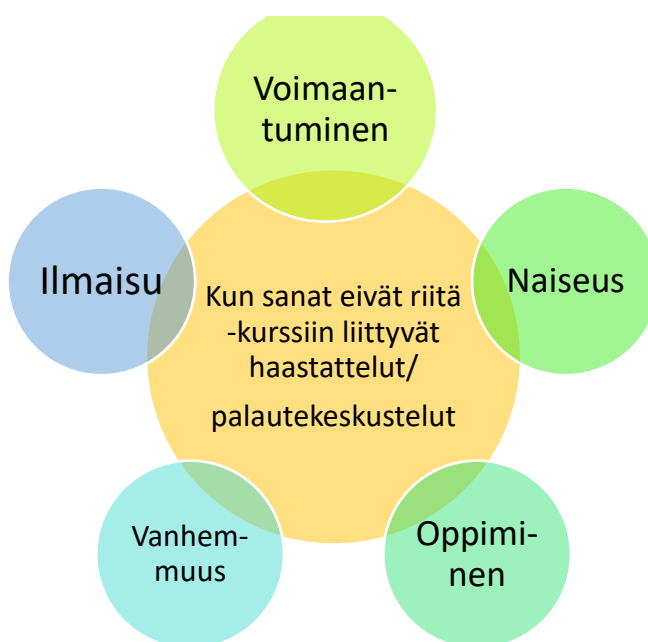 Voimaan-
tuminen
Ilmaisu
Naiseus
Kun sanat eivät riitä
-kurssiin liittyvät
haastattelut/
palautekeskustelut
Vanhem-
muus
Oppimi-
nen